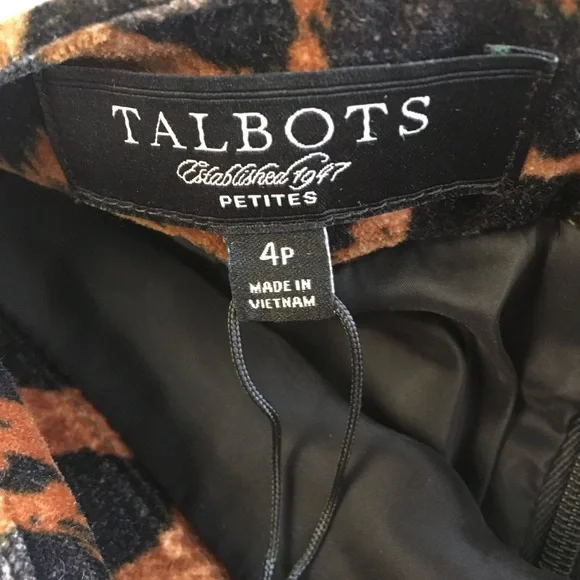 TALBOTS
Established 1947
PETITES
4P
MADE IN
VIETNAM